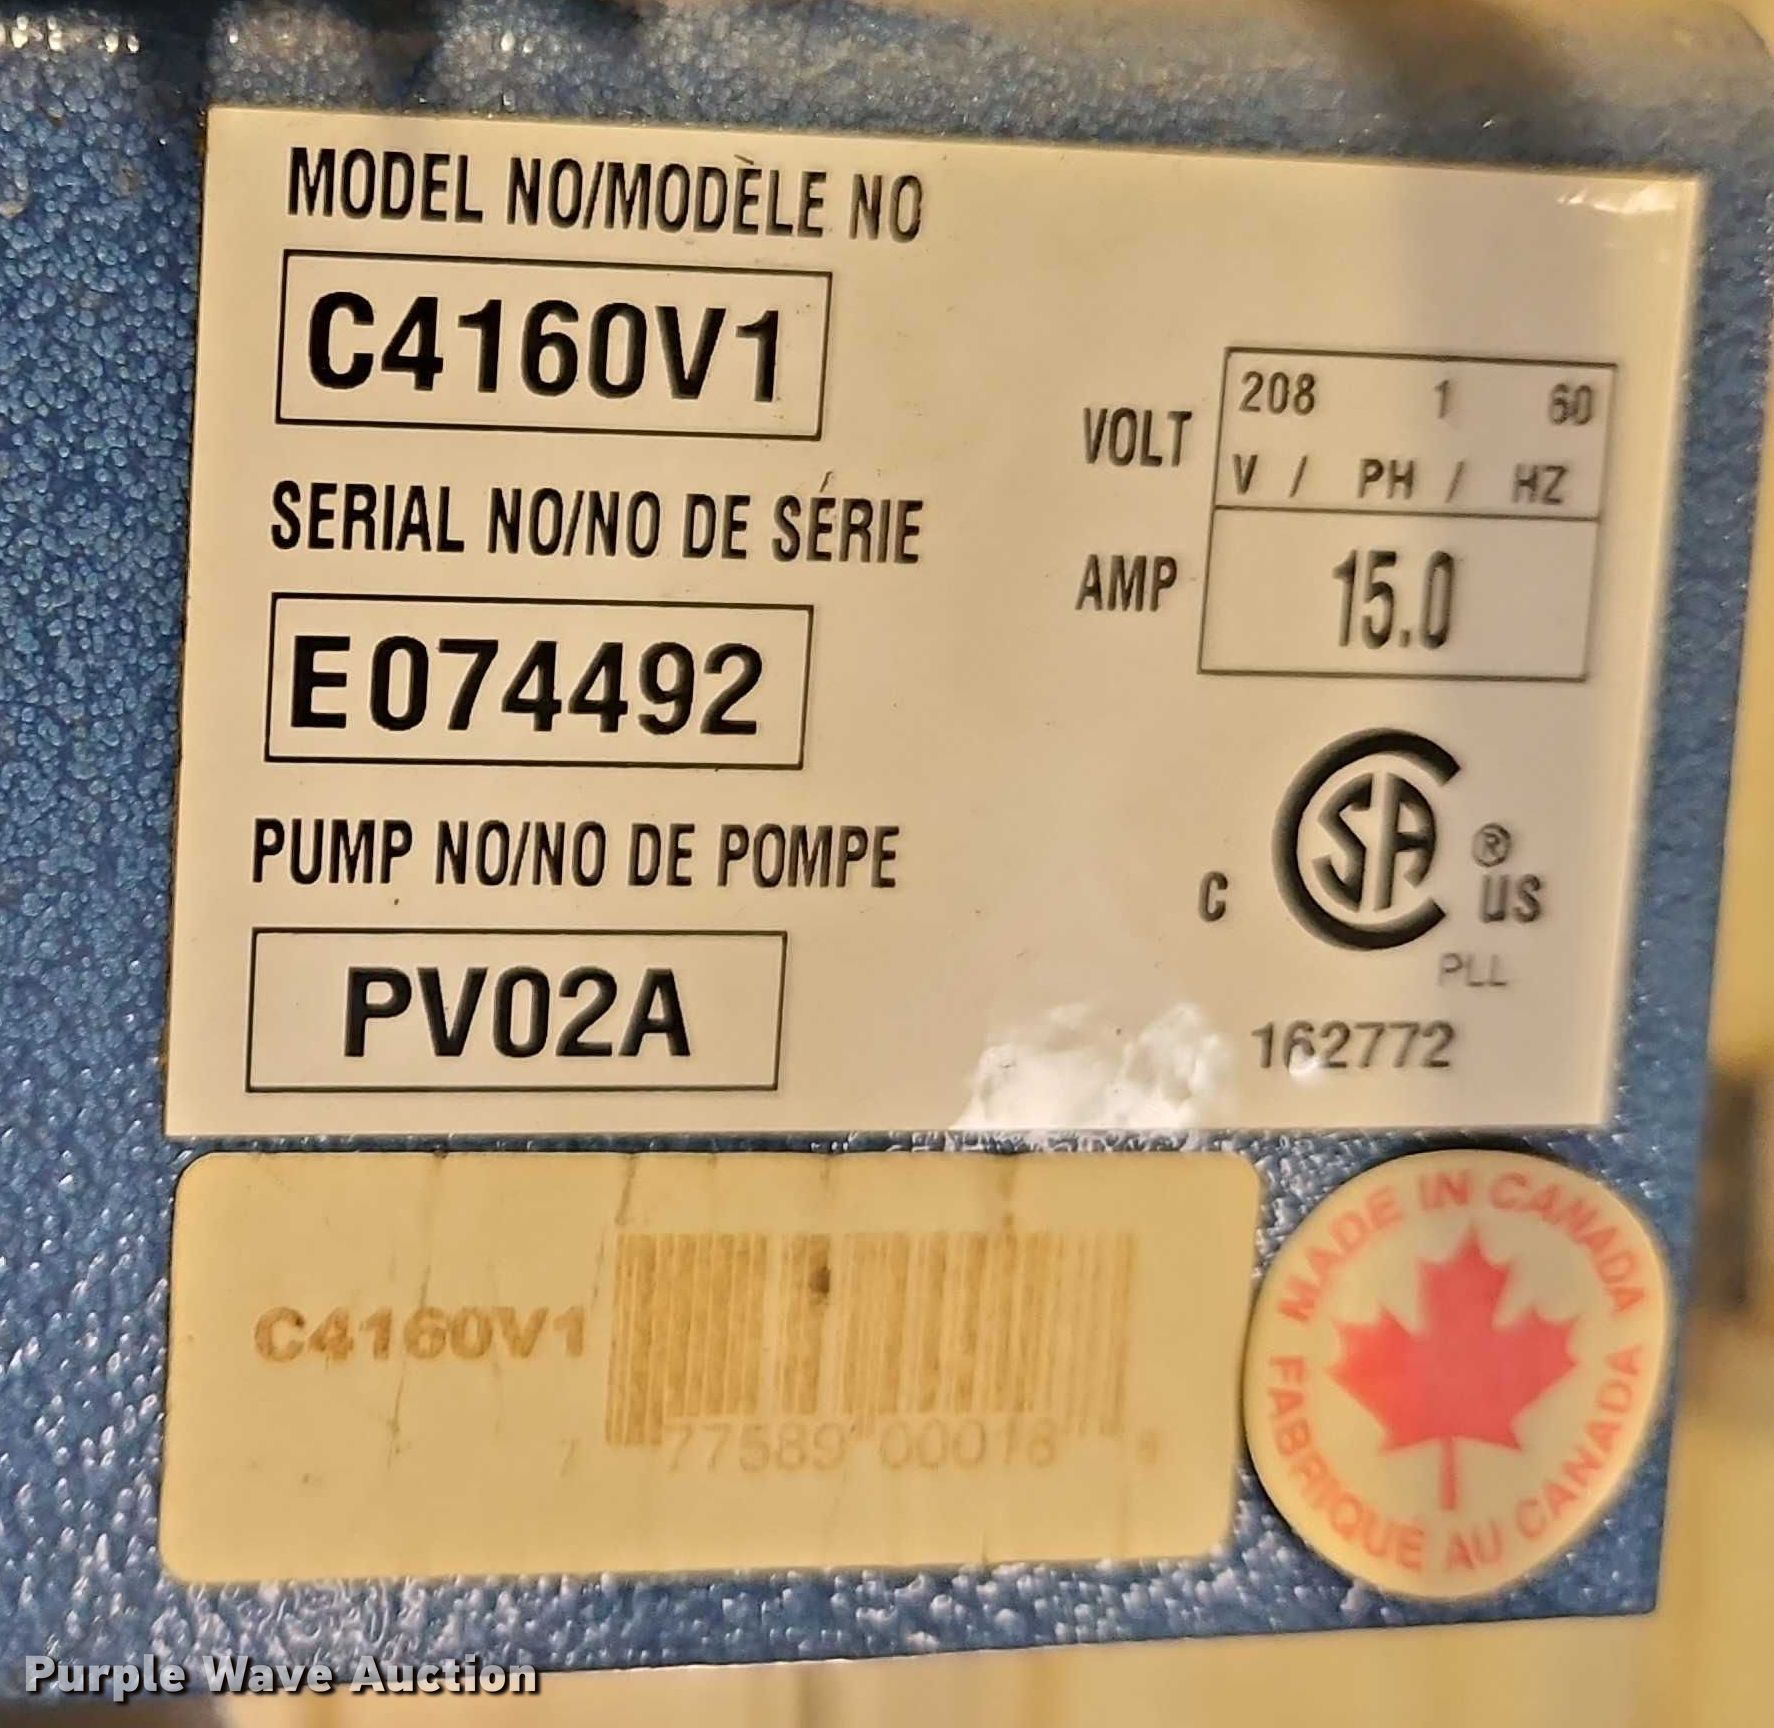 MODEL NO/MODÈLE NO
C4160V1
SERIAL NO/NO DE SÉRIE
E074492
PUMP NO/NO DE POMPE
PV02A
VOLT
208 1 60
V / PH / HZ
AMP
15.0
C SA ® US
PLL
162772
C4160V1
77589 00018
MADE IN CANADA
FABRIQUÉ AU CANADA
Purple Wave Auction